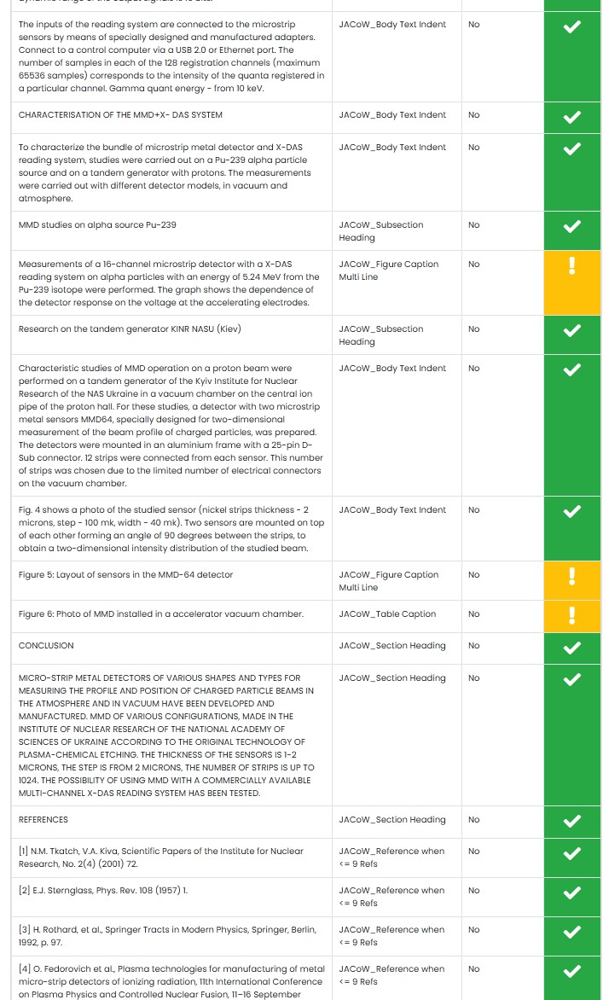 dynamic range of the output signals is 16 bits.
The inputs of the reading system are connected to the microstrip
sensors by means of specially designed and manufactured adapters.
Connect to a control computer via a USB 2.0 or Ethernet port. The
number of samples in each of the 128 registration channels (maximum
65536 samples) corresponds to the intensity of the quanta registered in
a particular channel. Gamma quant energy - from 10 keV.
JACoW_Body Text Indent
No
CHARACTERISATION OF THE MMD+X- DAS SYSTEM
JACoW_Body Text Indent
No
To characterize the bundle of microstrip metal detector and X-DAS
reading system, studies were carried out on a Pu-239 alpha particle
source and on a tandem generator with protons. The measurements
were carried out with different detector models, in vacuum and
atmosphere.
JACoW_Body Text Indent
No
MMD studies on alpha source Pu-239
JACoW_Subsection
Heading
No
Measurements of a 16-channel microstrip detector with a X-DAS
reading system on alpha particles with an energy of 5.24 MeV from the
Pu-239 isotope were performed. The graph shows the dependence of
the detector response on the voltage at the accelerating electrodes.
JACoW_Figure Caption
Multi Line
No
Research on the tandem generator KINR NASU (Kiev)
JACoW_Subsection
Heading
No
Characteristic studies of MMD operation on a proton beam were
performed on a tandem generator of the Kyiv Institute for Nuclear
Research of the NAS Ukraine in a vacuum chamber on the central ion
pipe of the proton hall. For these studies, a detector with two microstrip
metal sensors MMD64, specially designed for two-dimensional
measurement of the beam profile of charged particles, was prepared.
The detectors were mounted in an aluminium frame with a 25-pin D-
Sub connector. 12 strips were connected from each sensor. This number
of strips was chosen due to the limited number of electrical connectors
on the vacuum chamber.
JACoW_Body Text Indent
No
Fig. 4 shows a photo of the studied sensor (nickel strips thickness - 2
microns, step - 100 mk, width - 40 mk). Two sensors are mounted on top
of each other forming an angle of 90 degrees between the strips, to
obtain a two-dimensional intensity distribution of the studied beam.
JACoW_Body Text Indent
No
Figure 5: Layout of sensors in the MMD-64 detector
JACoW_Figure Caption
Multi Line
No
Figure 6: Photo of MMD installed in a accelerator vacuum chamber.
JACoW_Table Caption
No
CONCLUSION
JACoW_Section Heading
No
MICRO-STRIP METAL DETECTORS OF VARIOUS SHAPES AND TYPES FOR
MEASURING THE PROFILE AND POSITION OF CHARGED PARTICLE BEAMS IN
THE ATMOSPHERE AND IN VACUUM HAVE BEEN DEVELOPED AND
MANUFACTURED. MMD OF VARIOUS CONFIGURATIONS, MADE IN THE
INSTITUTE OF NUCLEAR RESEARCH OF THE NATIONAL ACADEMY OF
SCIENCES OF UKRAINE ACCORDING TO THE ORIGINAL TECHNOLOGY OF
PLASMA-CHEMICAL ETCHING. THE THICKNESS OF THE SENSORS IS 1-2
MICRONS, THE STEP IS FROM 2 MICRONS, THE NUMBER OF STRIPS IS UP TO
1024. THE POSSIBILITY OF USING MMD WITH A COMMERCIALLY AVAILABLE
MULTI-CHANNEL X-DAS READING SYSTEM HAS BEEN TESTED.
JACoW_Section Heading
No
REFERENCES
JACoW_Section Heading
No
[1] N.M. Tkatch, V.A. Kiva, Scientific Papers of the Institute for Nuclear
Research, No. 2(4) (2001) 72.
JACoW_Reference when
<= 9 Refs
No
[2] E.J. Sternglass, Phys. Rev. 108 (1957) 1.
JACoW_Reference when
<= 9 Refs
No
[3] H. Rothard, et al., Springer Tracts in Modern Physics, Springer, Berlin,
1992, p. 97.
JACoW_Reference when
<= 9 Refs
No
[4] O. Fedorovich et al., Plasma technologies for manufacturing of metal
micro-strip detectors of ionizing radiation, 11th International Conference
on Plasma Physics and Controlled Nuclear Fusion, 11–16 September
JACoW_Reference when
<= 9 Refs
No